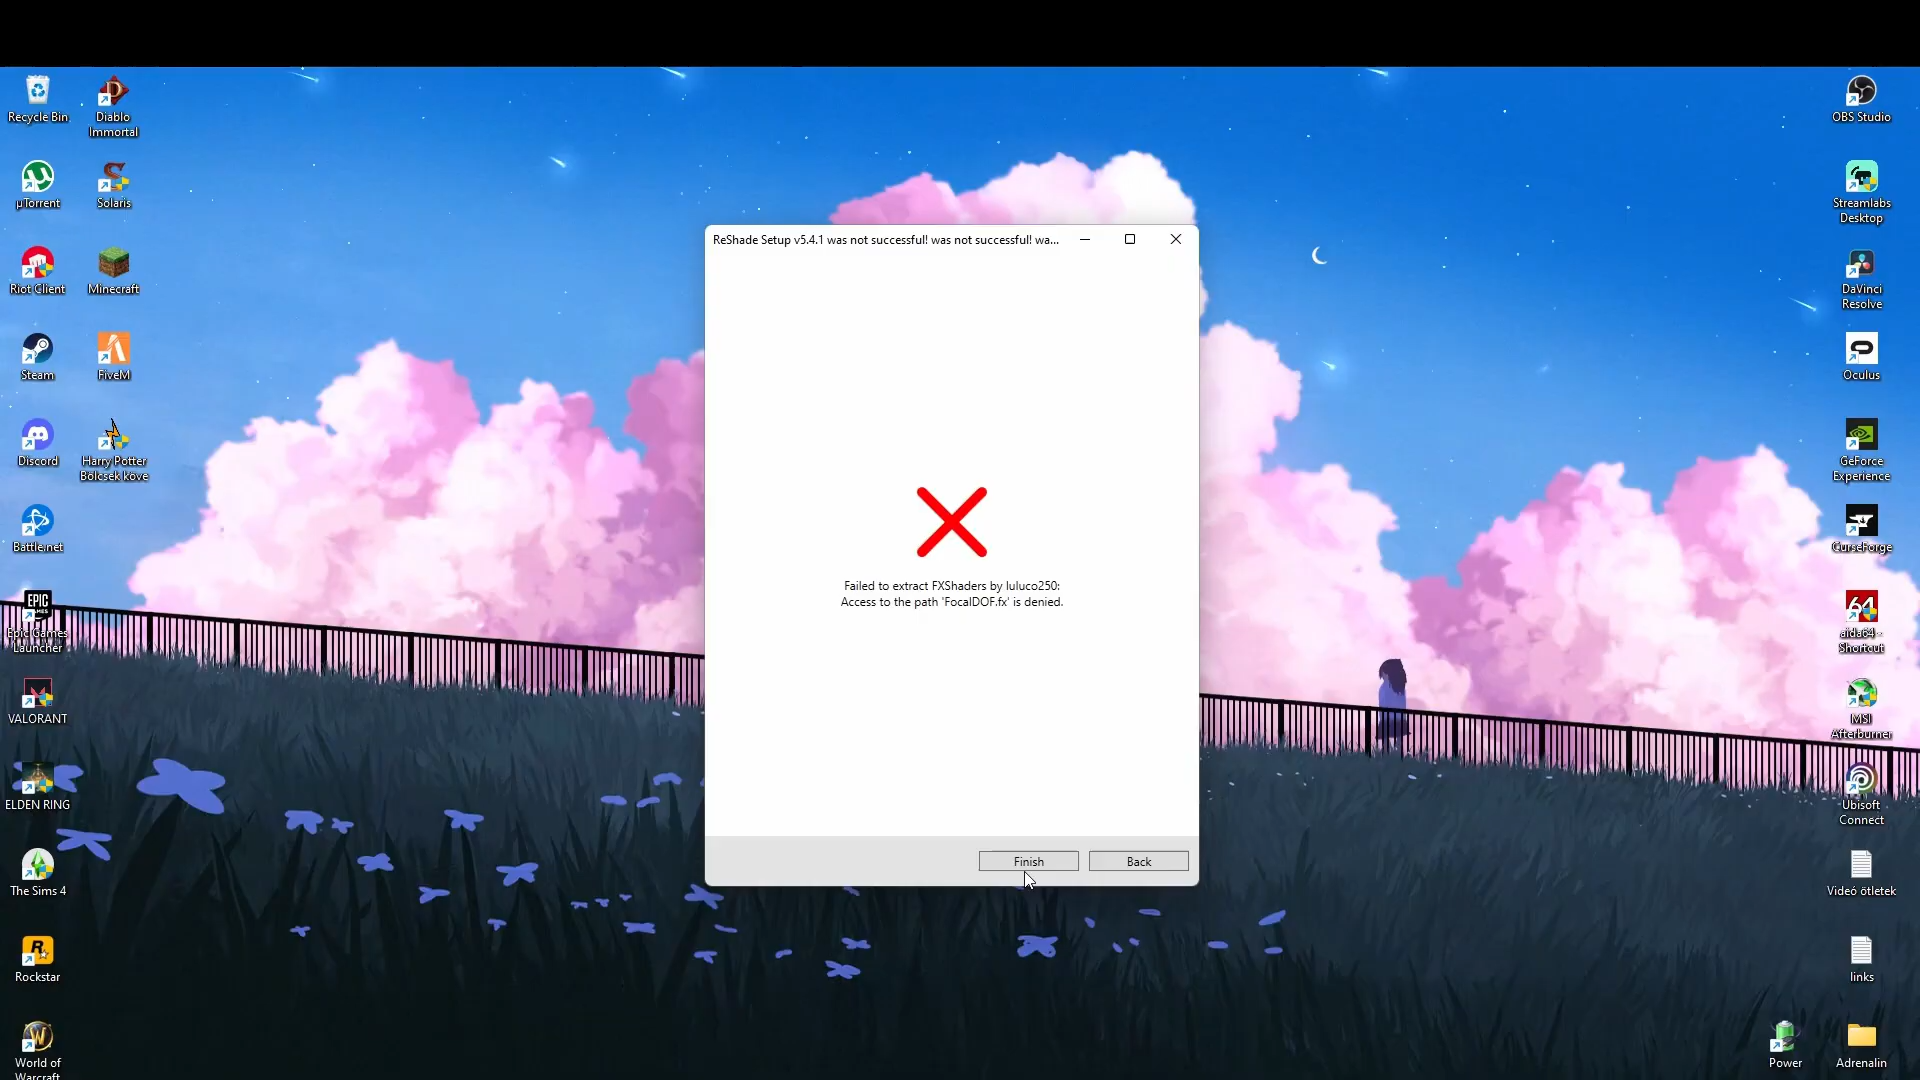 Recycle Bin
Diablo
Immortal
µTorrent
Solaris
Riot Client
Minecraft
Steam
FiveM
Discord
Harry Potter
Bölcsek köve
Battle.net
EPIC
GAMES
Epic Games
Launcher
VALORANT
ELDEN RING
The Sims 4
Rockstar
World of
Warcraft
ReShade Setup v5.4.1 was not successful! was not successful! wa...
Failed to extract FXShaders by luluco250:
Access to the path 'FocalDOF.fx' is denied.
Finish
Back
OBS Studio
Streamlabs
Desktop
DaVinci
Resolve
Oculus
GeForce
Experience
CurseForge
64
aida64 -
Shortcut
MSI
Afterburner
Ubisoft
Connect
Videó ötletek
links
Power
Adrenalin